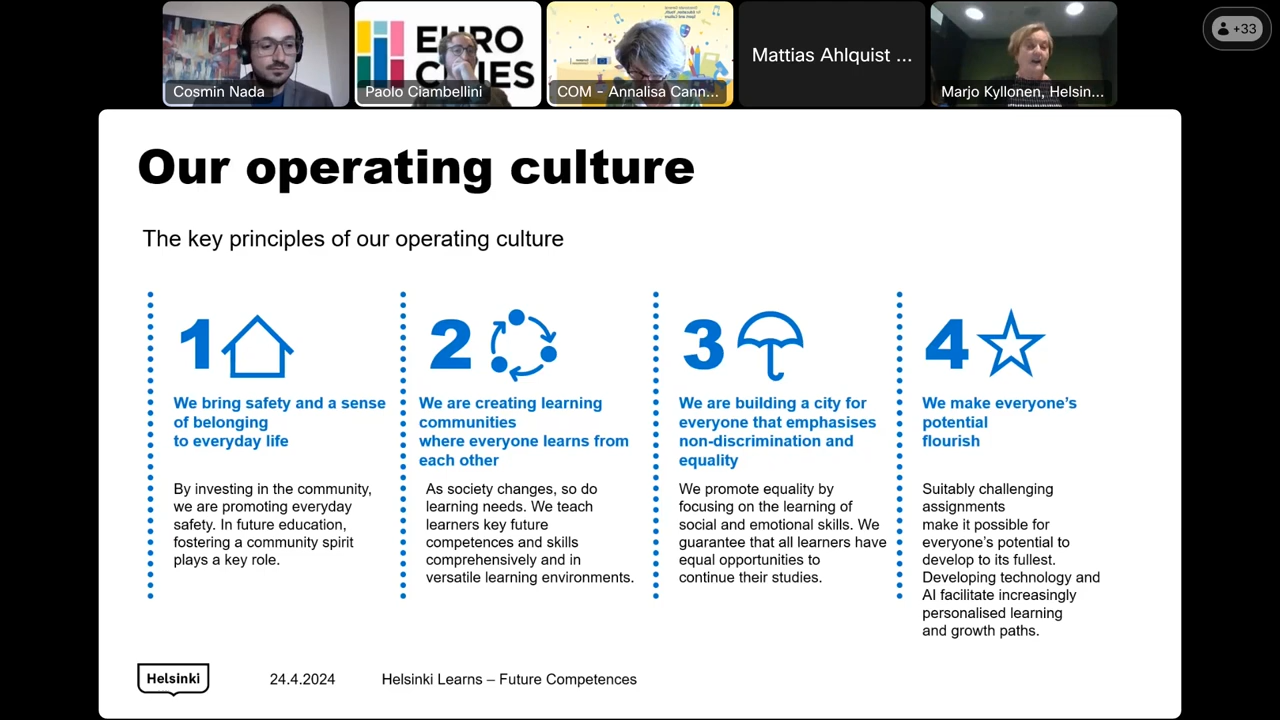 +33
EURO
CITIES
Cosmin Nada
Paolo Ciambellini
COM - Annalisa Cann...
Mattias Ahlquist ...
Marjo Kyllonen, Helsin...
Our operating culture
The key principles of our operating culture
1
We bring safety and a sense
of belonging
to everyday life
By investing in the community,
we are promoting everyday
safety. In future education,
fostering a community spirit
plays a key role.
2
We are creating learning
communities
where everyone learns from
each other
As society changes, so do
learning needs. We teach
learners key future
competences and skills
comprehensively and in
versatile learning environments.
3
We are building a city for
everyone that emphasises
non-discrimination and
equality
We promote equality by
focusing on the learning of
social and emotional skills. We
guarantee that all learners have
equal opportunities to
continue their studies.
4
We make everyone’s
potential
flourish
Suitably challenging
assignments
make it possible for
everyone’s potential to
develop to its fullest.
Developing technology and
AI facilitate increasingly
personalised learning
and growth paths.
Helsinki
24.4.2024
Helsinki Learns – Future Competences